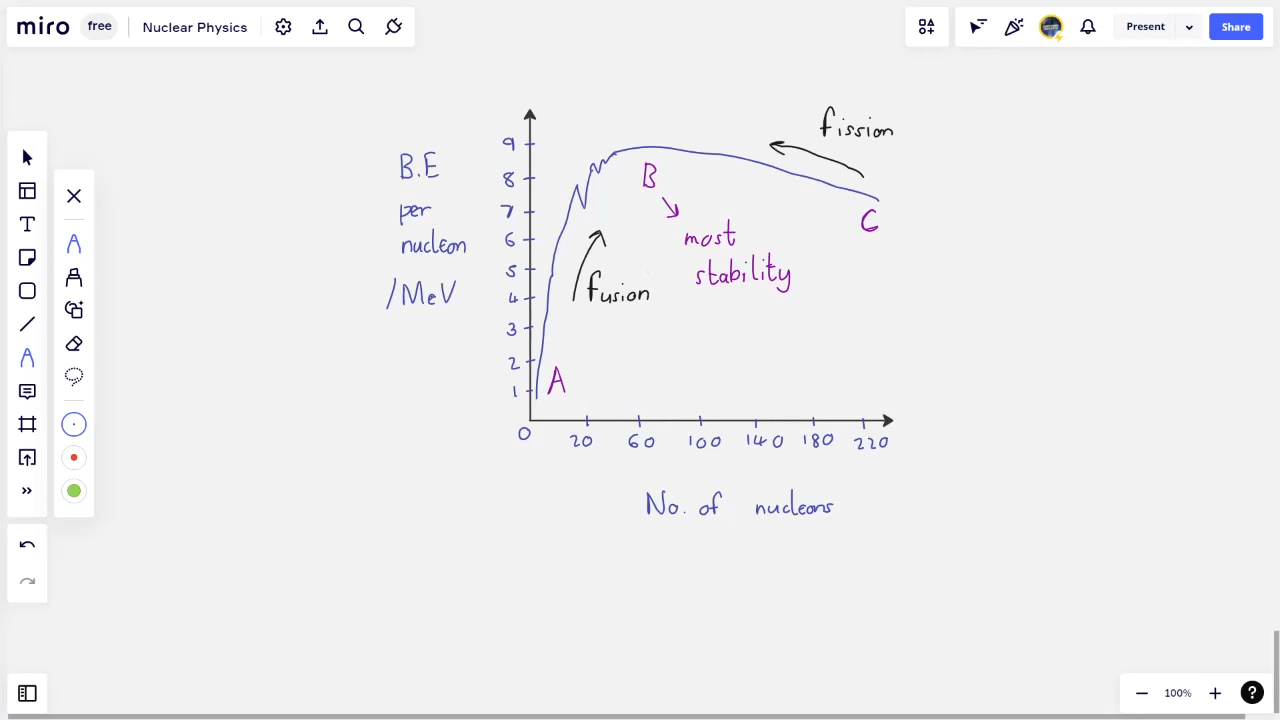 miro free Nuclear Physics Present Share
fission
B.E
per
nucleon
/MeV
9
8
7
6
5
4
3
2
1
0
20 60 100 140 180 220
B
C
most
stability
fusion
A
No. of nucleons
100%